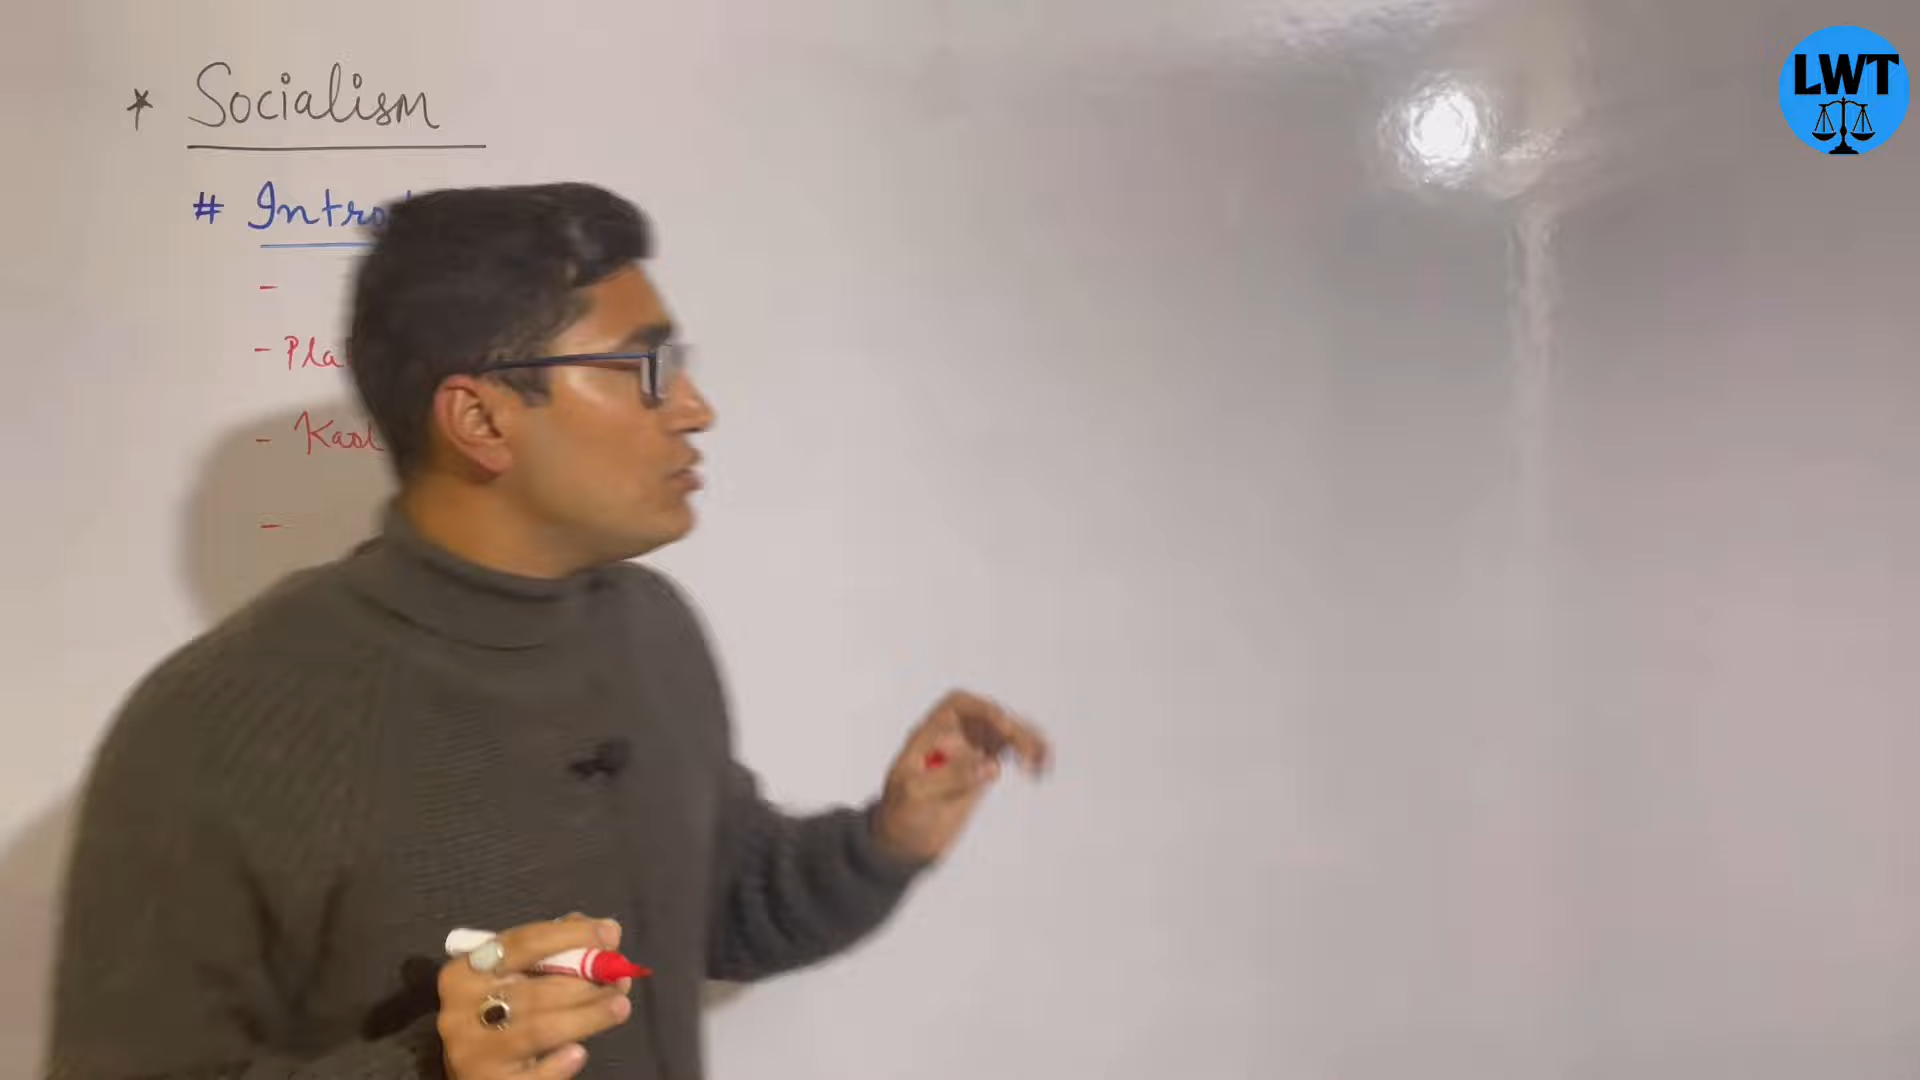 * Socialism
# Intro
-
- Pla
- Karl
-
LWT